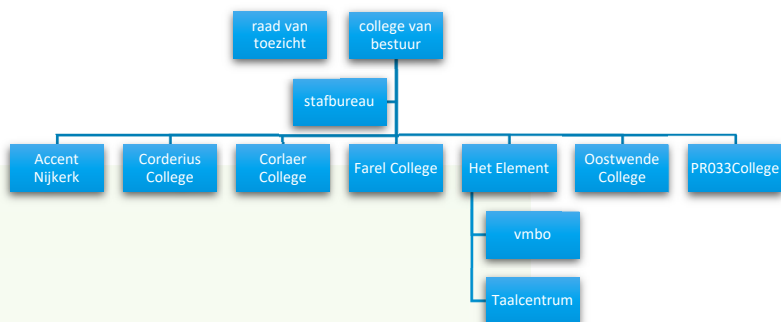 raad van
toezicht
college van
bestuur
stafbureau
Accent
Nijkerk
Corderius
College
Corlaer
College
Farel College
Het Element
Oostwende
College
PR033College
vmbo
Taalcentrum